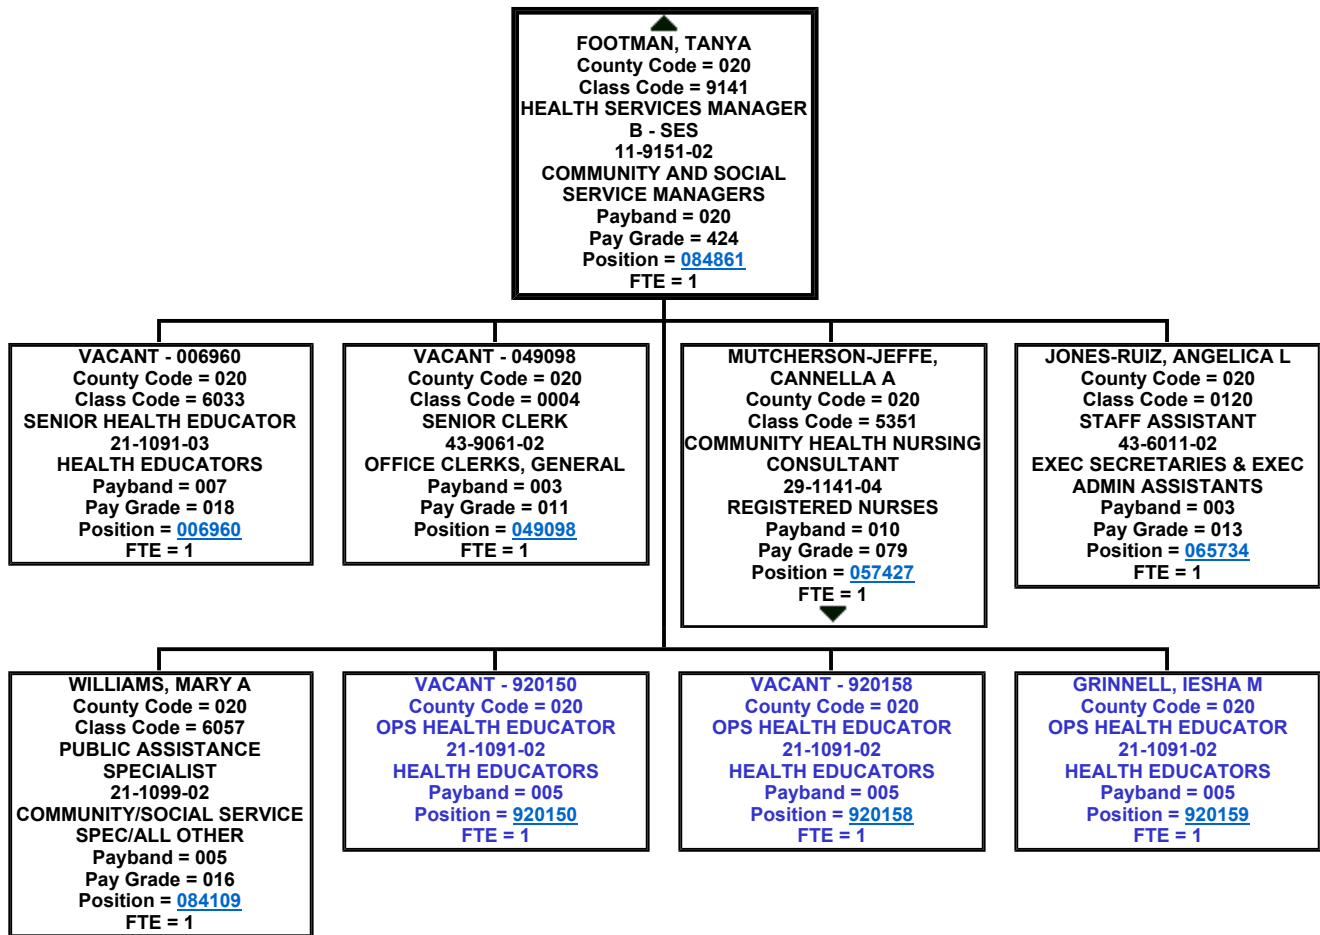 FOOTMAN, TANYA
County Code = 020
Class Code = 9141
HEALTH SERVICES MANAGER
B - SES
11-9151-02
COMMUNITY AND SOCIAL
SERVICE MANAGERS
Payband = 020
Pay Grade = 424
Position = 084861
FTE = 1
VACANT - 006960
County Code = 020
Class Code = 6033
SENIOR HEALTH EDUCATOR
21-1091-03
HEALTH EDUCATORS
Payband = 007
Pay Grade = 018
Position = 006960
FTE = 1
VACANT - 049098
County Code = 020
Class Code = 0004
SENIOR CLERK
43-9061-02
OFFICE CLERKS, GENERAL
Payband = 003
Pay Grade = 011
Position = 049098
FTE = 1
MUTCHERSON-JEFFE,
CANNELLA A
County Code = 020
Class Code = 5351
COMMUNITY HEALTH NURSING
CONSULTANT
29-1141-04
REGISTERED NURSES
Payband = 010
Pay Grade = 079
Position = 057427
FTE = 1
JONES-RUIZ, ANGELICA L
County Code = 020
Class Code = 0120
STAFF ASSISTANT
43-6011-02
EXEC SECRETARIES & EXEC
ADMIN ASSISTANTS
Payband = 003
Pay Grade = 013
Position = 065734
FTE = 1
WILLIAMS, MARY A
County Code = 020
Class Code = 6057
PUBLIC ASSISTANCE
SPECIALIST
21-1099-02
COMMUNITY/SOCIAL SERVICE
SPEC/ALL OTHER
Payband = 005
Pay Grade = 016
Position = 084109
FTE = 1
VACANT - 920150
County Code = 020
OPS HEALTH EDUCATOR
21-1091-02
HEALTH EDUCATORS
Payband = 005
Position = 920150
FTE = 1
VACANT - 920158
County Code = 020
OPS HEALTH EDUCATOR
21-1091-02
HEALTH EDUCATORS
Payband = 005
Position = 920158
FTE = 1
GRINNELL, IESHA M
County Code = 020
OPS HEALTH EDUCATOR
21-1091-02
HEALTH EDUCATORS
Payband = 005
Position = 920159
FTE = 1